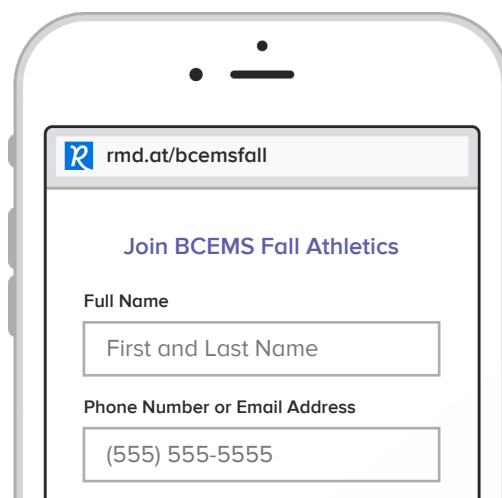 rmd.at/bcemsfall
Join BCEMS Fall Athletics
Full Name
First and Last Name
Phone Number or Email Address
(555) 555-5555